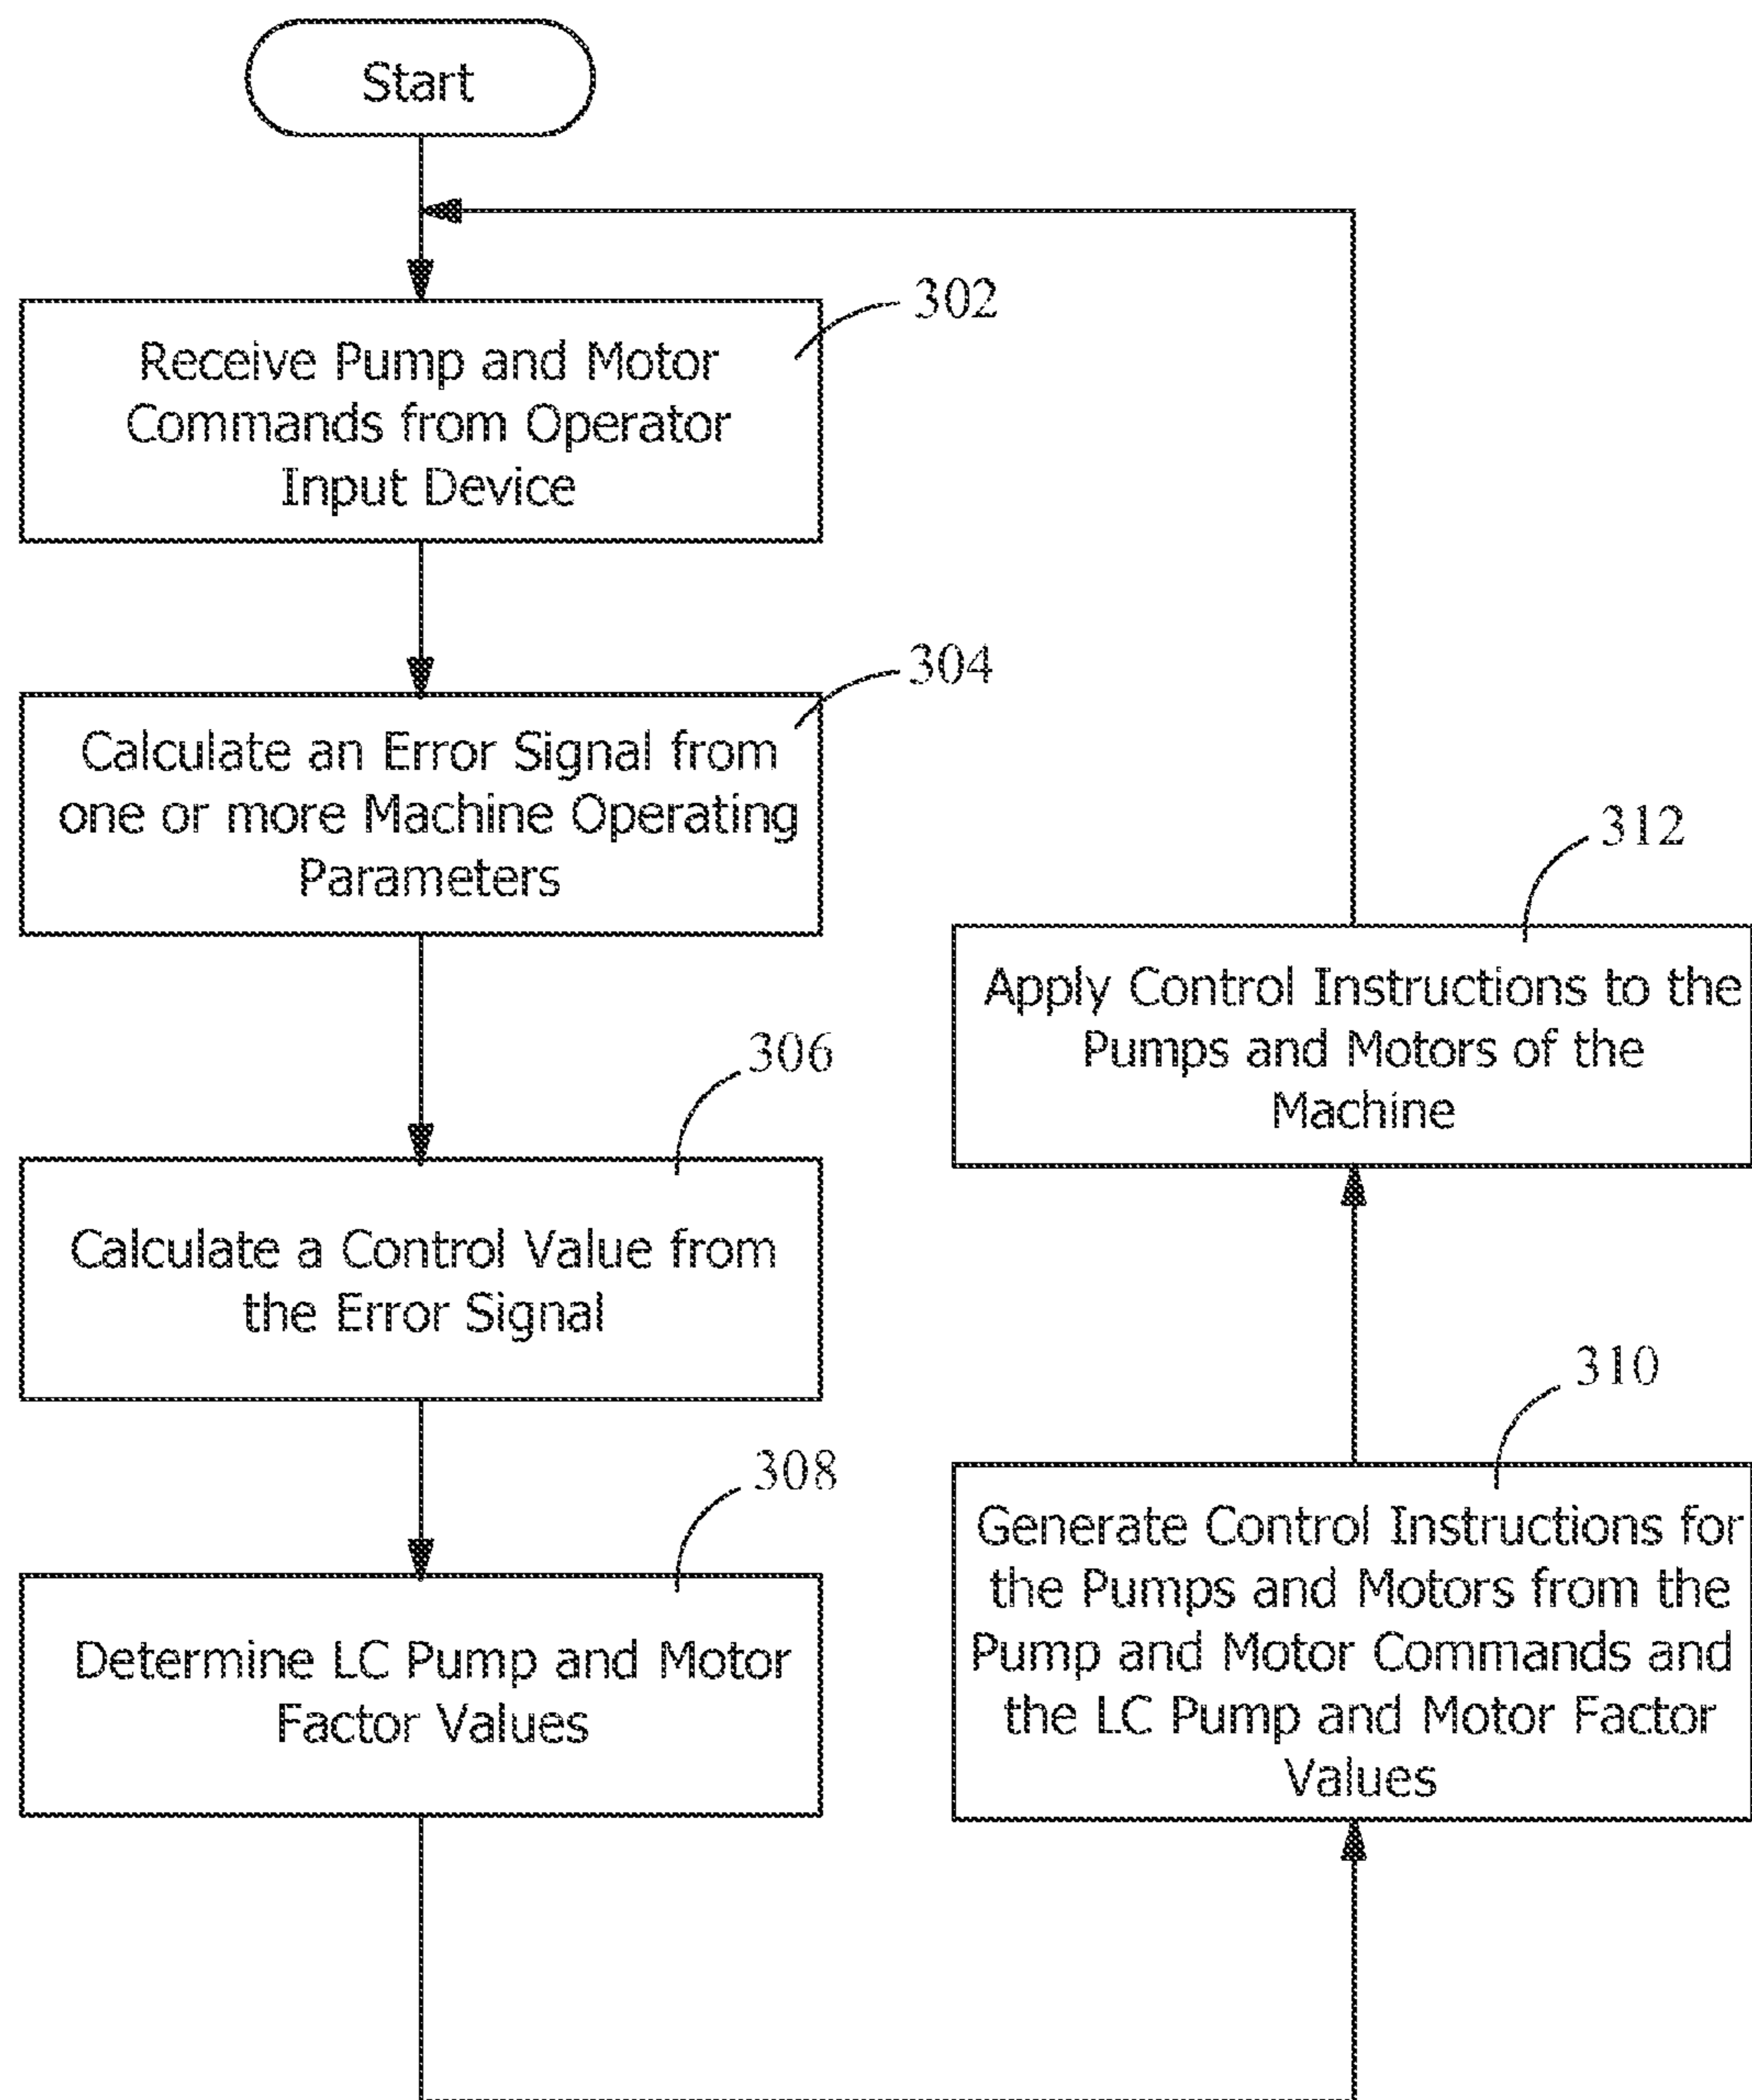 Start
302
Receive Pump and Motor
Commands from Operator
Input Device
304
Calculate an Error Signal from
one or more Machine Operating
Parameters
306
Calculate a Control Value from
the Error Signal
308
Determine LC Pump and Motor
Factor Values
310
Generate Control Instructions for
the Pumps and Motors from the
Pump and Motor Commands and
the LC Pump and Motor Factor
Values
312
Apply Control Instructions to the
Pumps and Motors of the
Machine